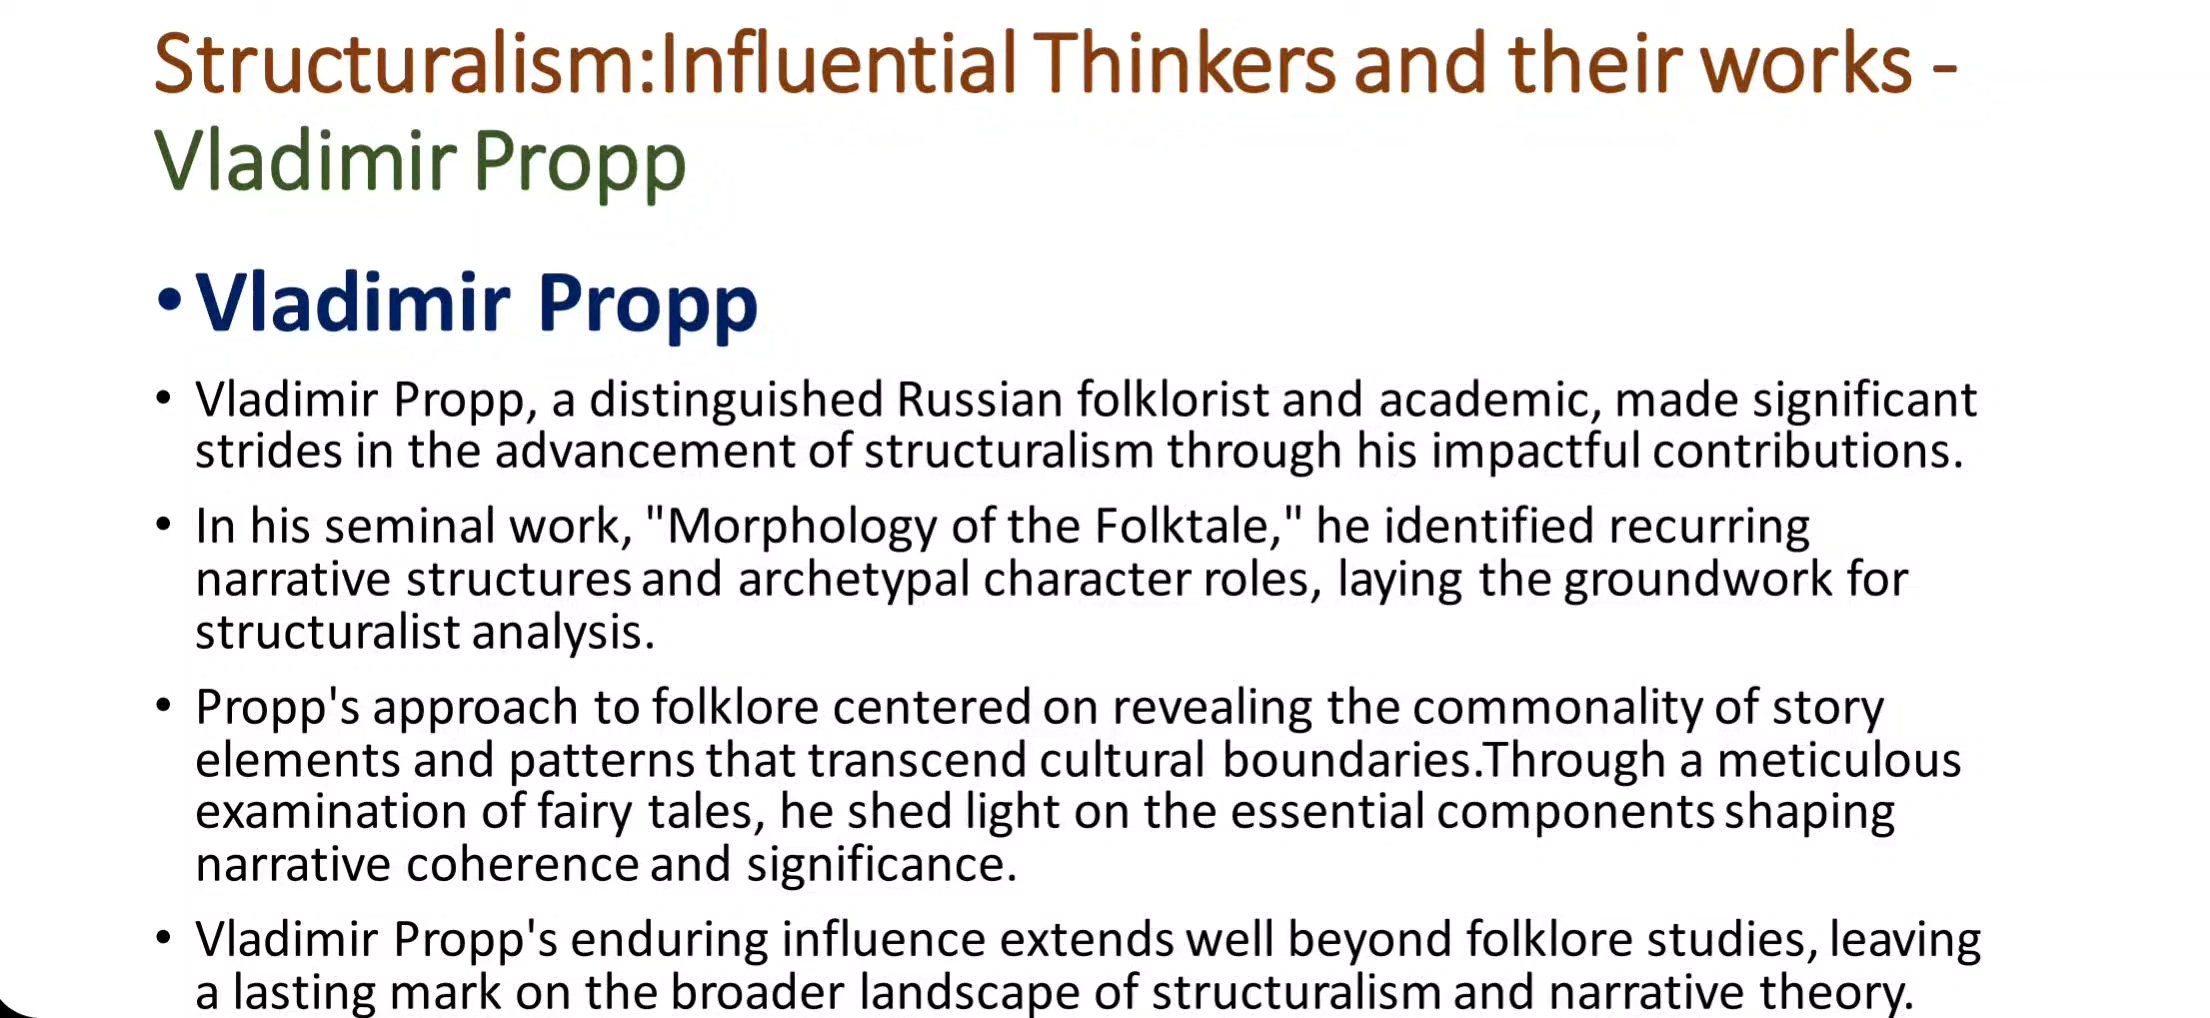 Structuralism:Influential Thinkers and their works -
Vladimir Propp
• Vladimir Propp
• Vladimir Propp, a distinguished Russian folklorist and academic, made significant
strides in the advancement of structuralism through his impactful contributions.
• In his seminal work, "Morphology of the Folktale," he identified recurring
narrative structures and archetypal character roles, laying the groundwork for
structuralist analysis.
• Propp's approach to folklore centered on revealing the commonality of story
elements and patterns that transcend cultural boundaries.Through a meticulous
examination of fairy tales, he shed light on the essential components shaping
narrative coherence and significance.
• Vladimir Propp's enduring influence extends well beyond folklore studies, leaving
a lasting mark on the broader landscape of structuralism and narrative theory.